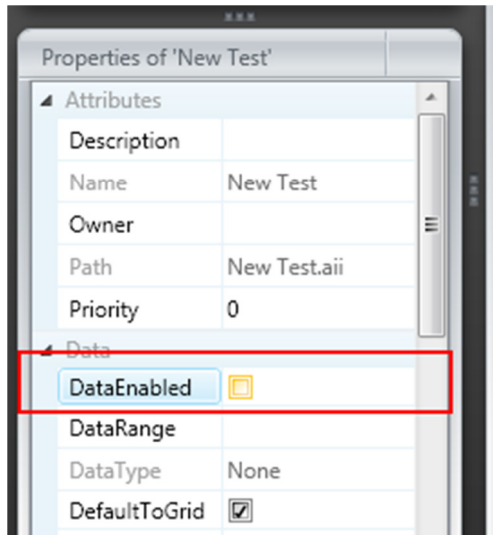 Properties of 'New Test'
Attributes
Description
Name New Test
Owner
Path New Test.aii
Priority 0
Data
DataEnabled
DataRange
DataType None
DefaultToGrid